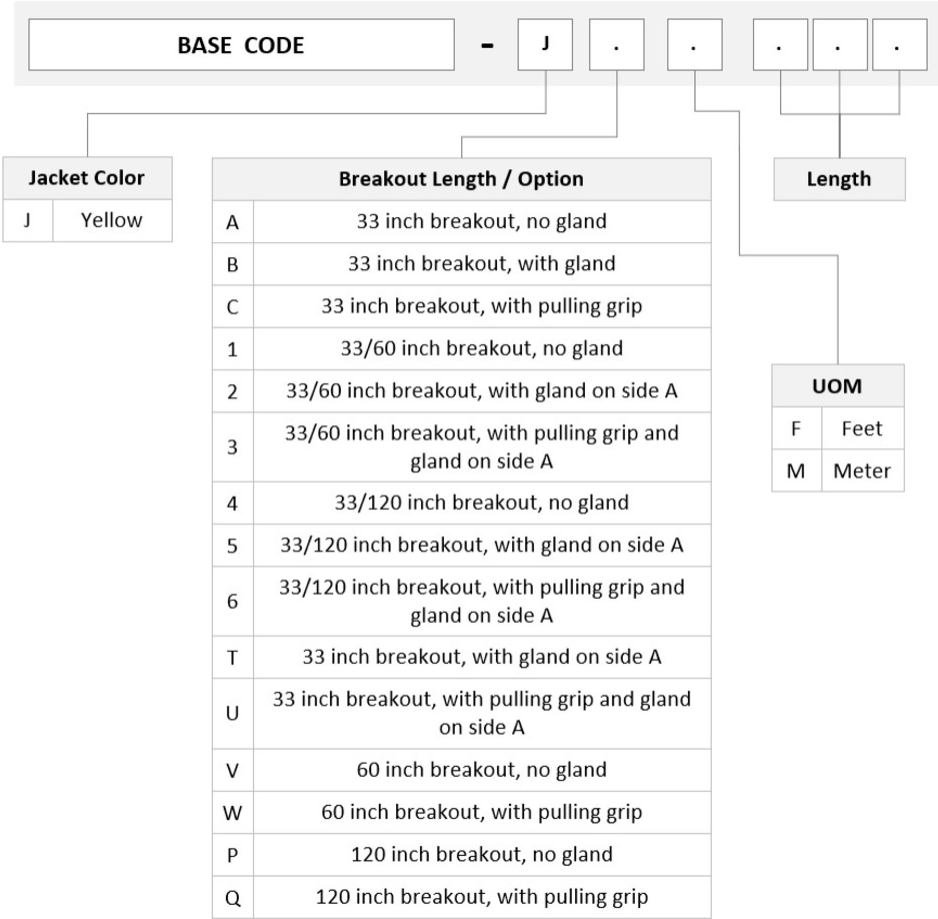 BASE CODE - J . . . . .
Jacket Color
J Yellow
Breakout Length / Option
A 33 inch breakout, no gland
B 33 inch breakout, with gland
C 33 inch breakout, with pulling grip
1 33/60 inch breakout, no gland
2 33/60 inch breakout, with gland on side A
3 33/60 inch breakout, with pulling grip and
gland on side A
4 33/120 inch breakout, no gland
5 33/120 inch breakout, with gland on side A
6 33/120 inch breakout, with pulling grip and
gland on side A
T 33 inch breakout, with gland on side A
U 33 inch breakout, with pulling grip and gland
on side A
V 60 inch breakout, no gland
W 60 inch breakout, with pulling grip
P 120 inch breakout, no gland
Q 120 inch breakout, with pulling grip
Length
UOM
F Feet
M Meter